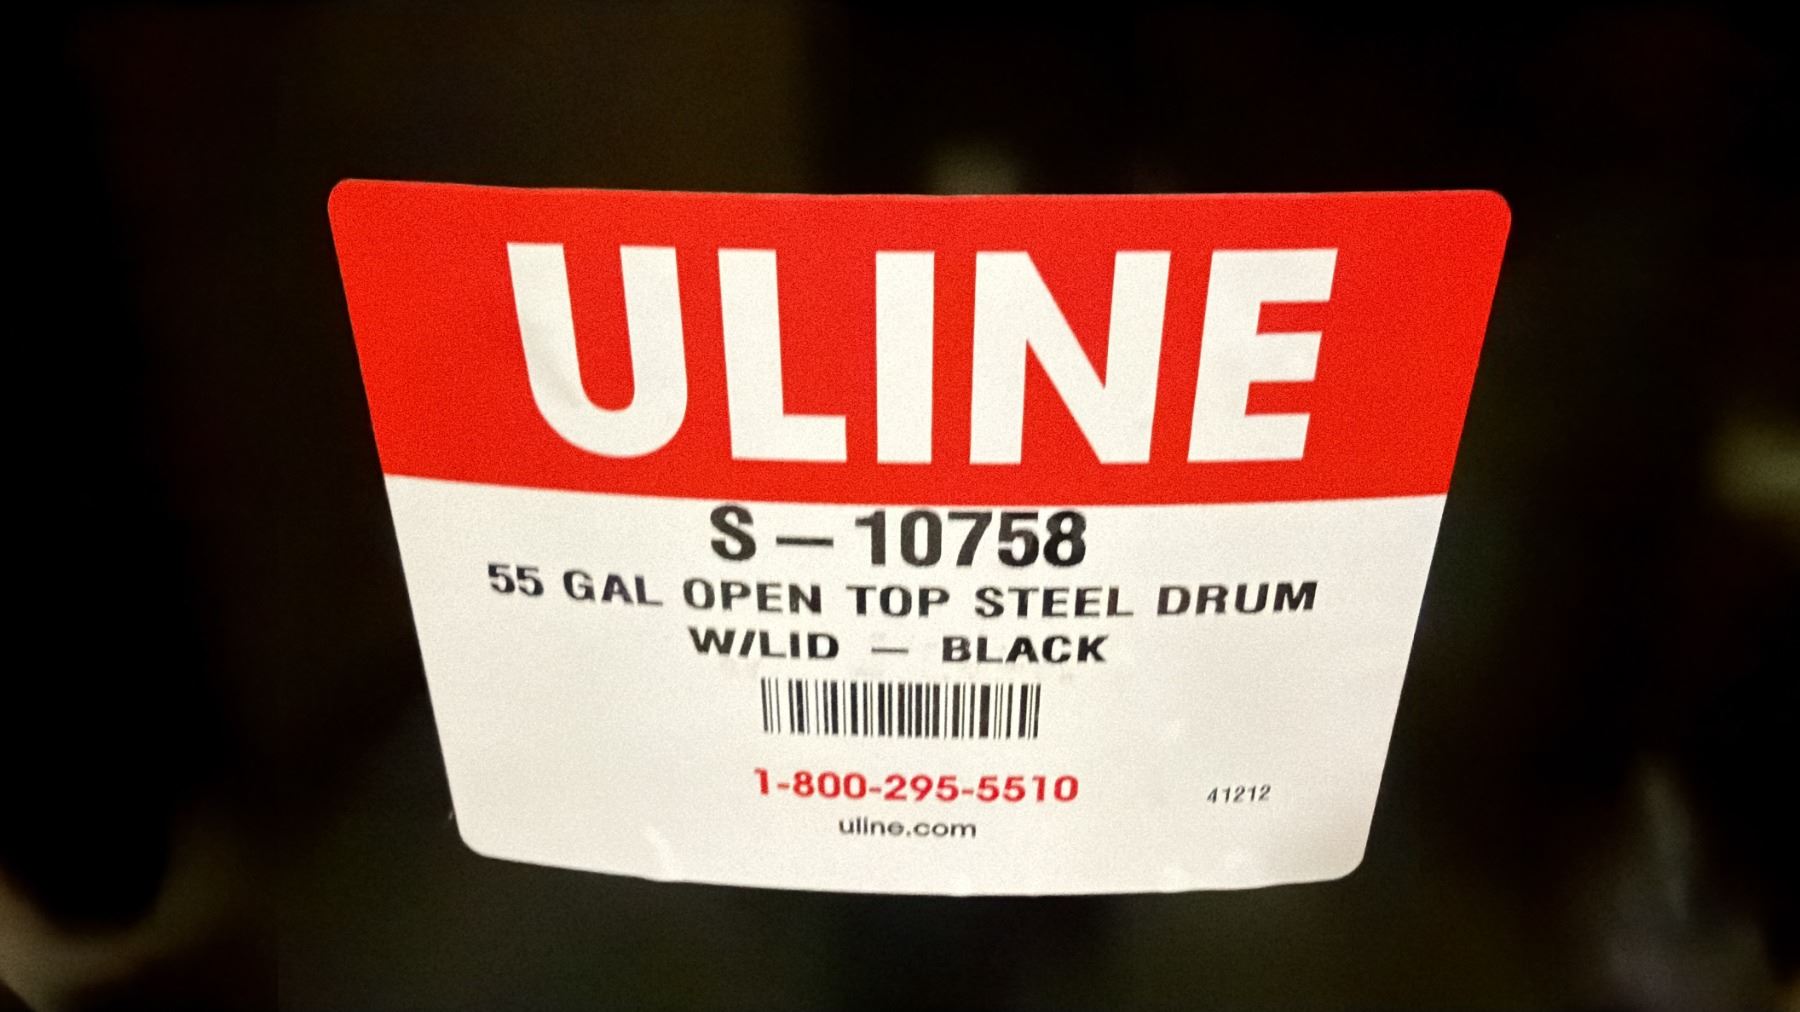 ULINE
S – 10758
55 GAL OPEN TOP STEEL DRUM
W/LID – BLACK
1-800-295-5510
41212
uline.com